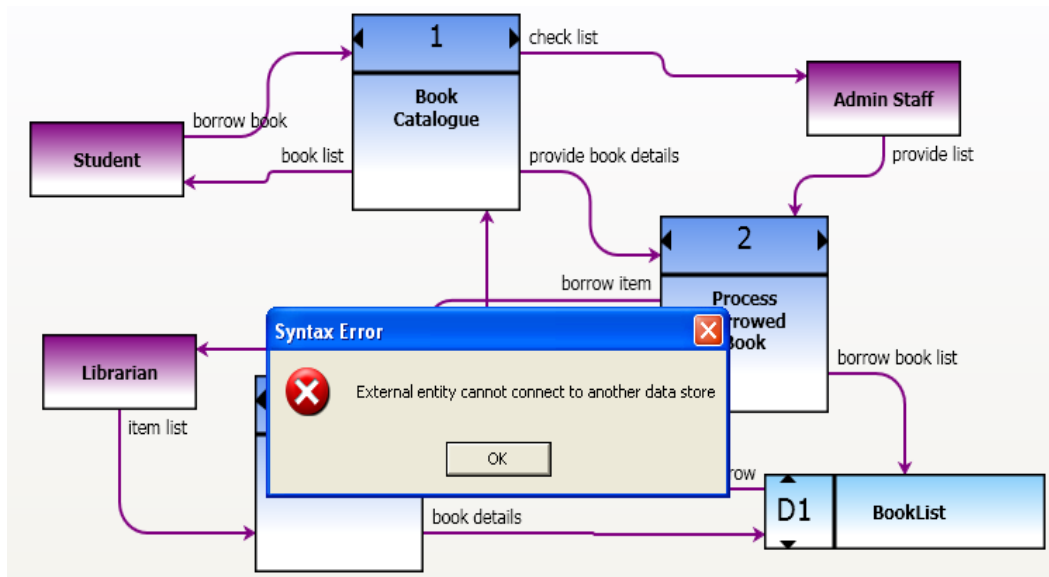 1
check list
Book
Catalogue
Admin Staff
borrow book
Student
book list
provide book details
provide list
2
borrow item
Process
Book
Syntax Error
Librarian
External entity cannot connect to another data store
borrow book list
item list
OK
D1
BookList
book details